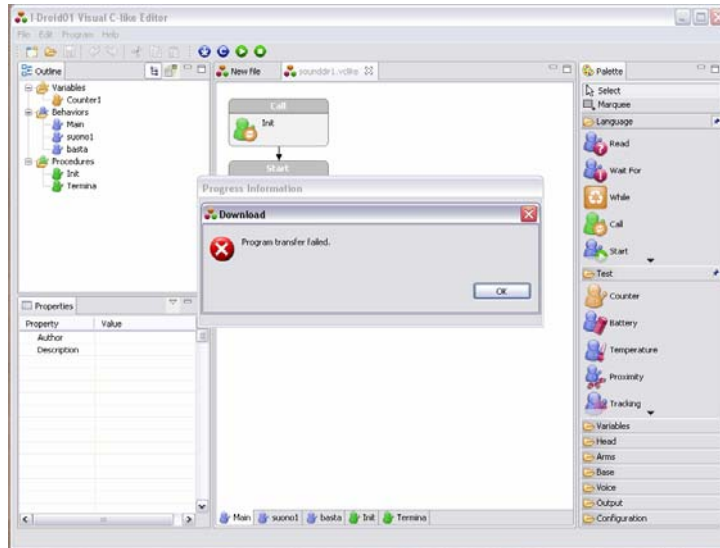 I-Droid01 Visual C-like Editor
File Edit Program Help
Outline
Variables
Counter1
Behaviors
Main
suono1
basta
Procedures
Init
Termina
Properties
Property Value
Author
Description
New file
sounddir1.vclike
Call
Init
Start
Progress Information
Download
Program transfer failed.
OK
Main suono1 basta Init Termina
Palette
Select
Marquee
Language
Read
Wait For
While
Call
Start
Test
Counter
Battery
Temperature
Proximity
Tracking
Variables
Head
Arms
Base
Voice
Output
Configuration